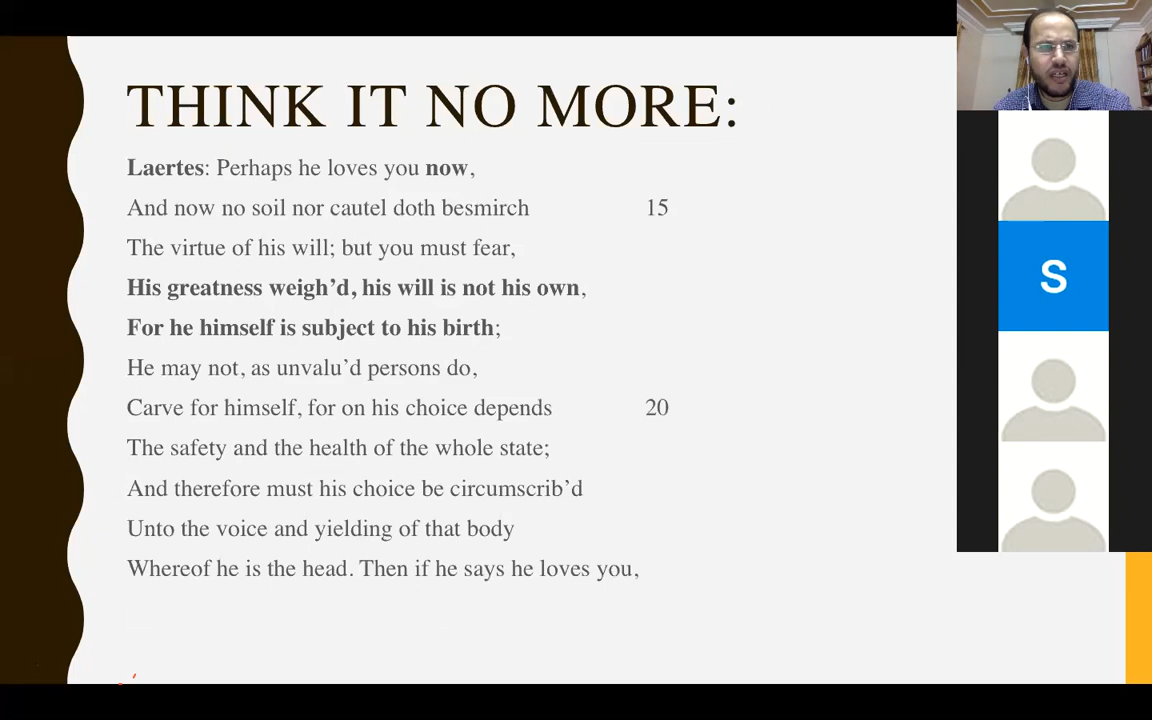 THINK IT NO MORE:
Laertes: Perhaps he loves you now,
And now no soil nor cautel doth besmirch 15
The virtue of his will; but you must fear,
His greatness weigh’d, his will is not his own,
For he himself is subject to his birth;
He may not, as unvalu’d persons do,
Carve for himself, for on his choice depends 20
The safety and the health of the whole state;
And therefore must his choice be circumscrib’d
Unto the voice and yielding of that body
Whereof he is the head. Then if he says he loves you,
S